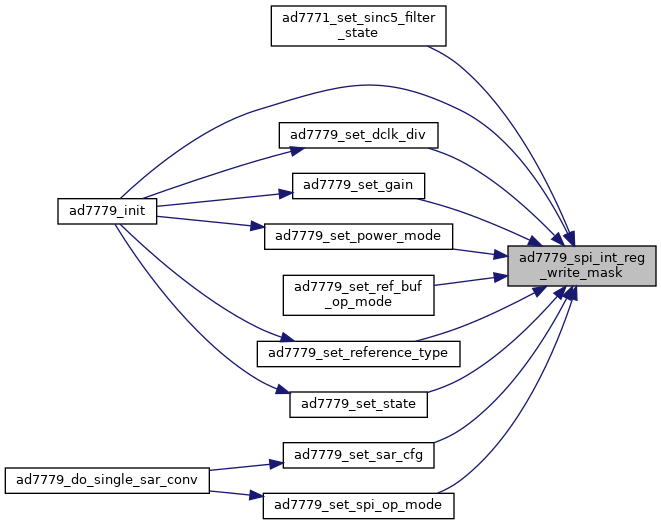 ad7771_set_sinc5_filter
_state
ad7779_set_dclk_div
ad7779_set_gain
ad7779_init
ad7779_set_power_mode
ad7779_spi_int_reg
_write_mask
ad7779_set_ref_buf
_op_mode
ad7779_set_reference_type
ad7779_set_state
ad7779_set_sar_cfg
ad7779_do_single_sar_conv
ad7779_set_spi_op_mode